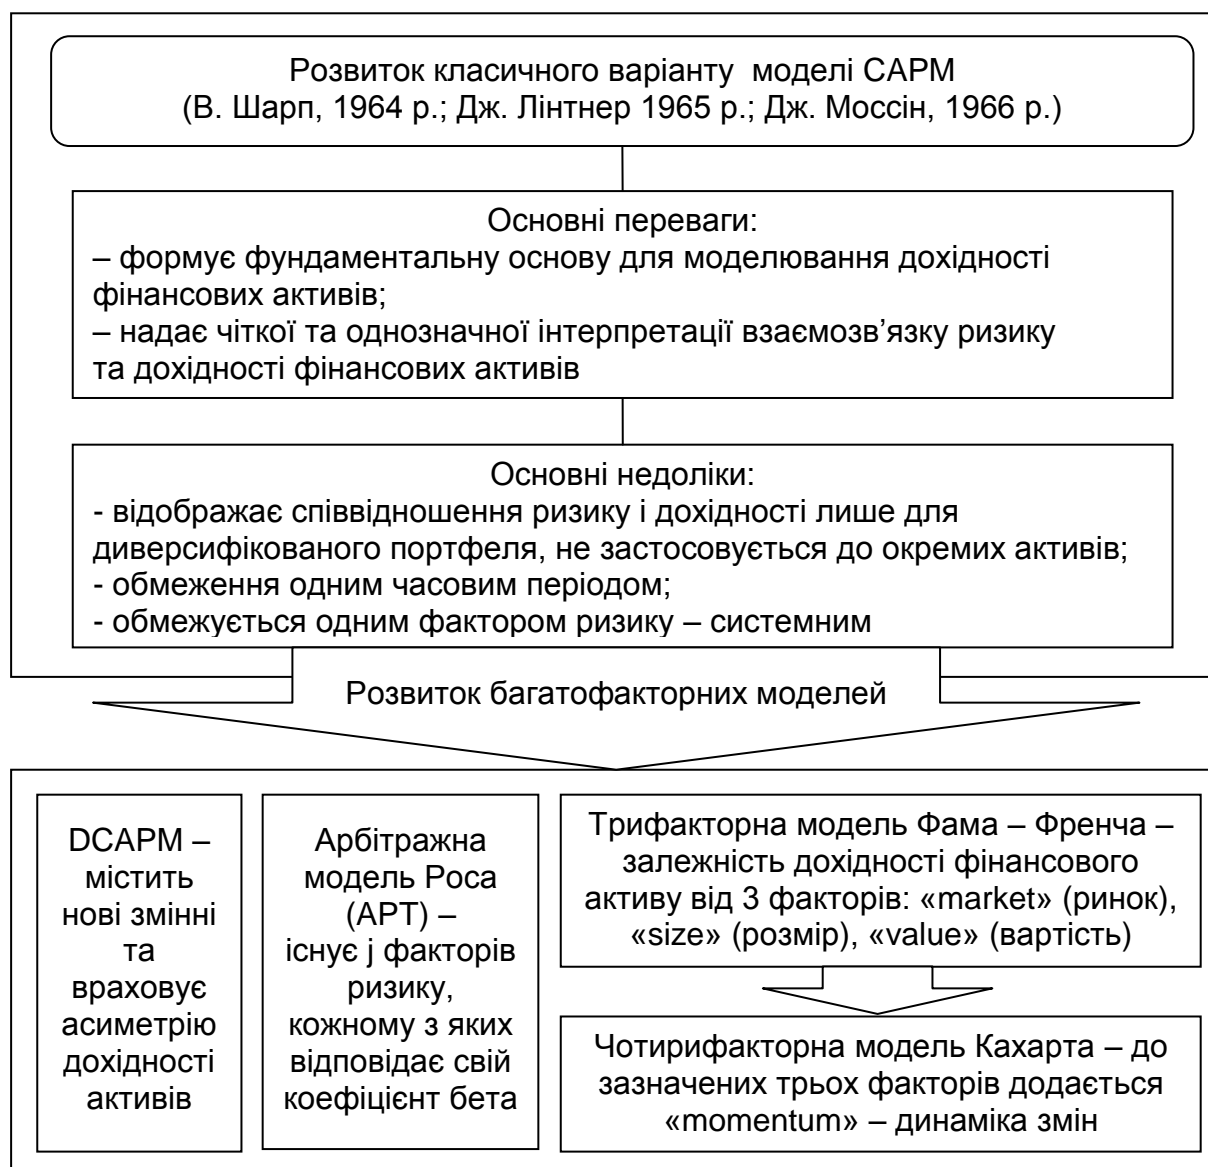 Розвиток класичного варіанту моделі САРМ
(В. Шарп, 1964 р.; Дж. Лінтнер 1965 р.; Дж. Моссін, 1966 р.)
Основні переваги:
– формує фундаментальну основу для моделювання дохідності
фінансових активів;
– надає чіткої та однозначної інтерпретації взаємозв’язку ризику
та дохідності фінансових активів
Основні недоліки:
- відображає співвідношення ризику і дохідності лише для
диверсифікованого портфеля, не застосовується до окремих активів;
- обмеження одним часовим періодом;
- обмежується одним фактором ризику – системним
Розвиток багатофакторних моделей
DCAPM –
містить
нові змінні
та
враховує
асиметрію
дохідності
активів
Арбітражна
модель Роса
(АРТ) –
існує j факторів
ризику,
кожному з яких
відповідає свій
коефіцієнт бета
Трифакторна модель Фама – Френча –
залежність дохідності фінансового
активу від 3 факторів: «market» (ринок),
«size» (розмір), «value» (вартість)
Чотирифакторна модель Кахарта – до
зазначених трьох факторів додається
«momentum» – динаміка змін